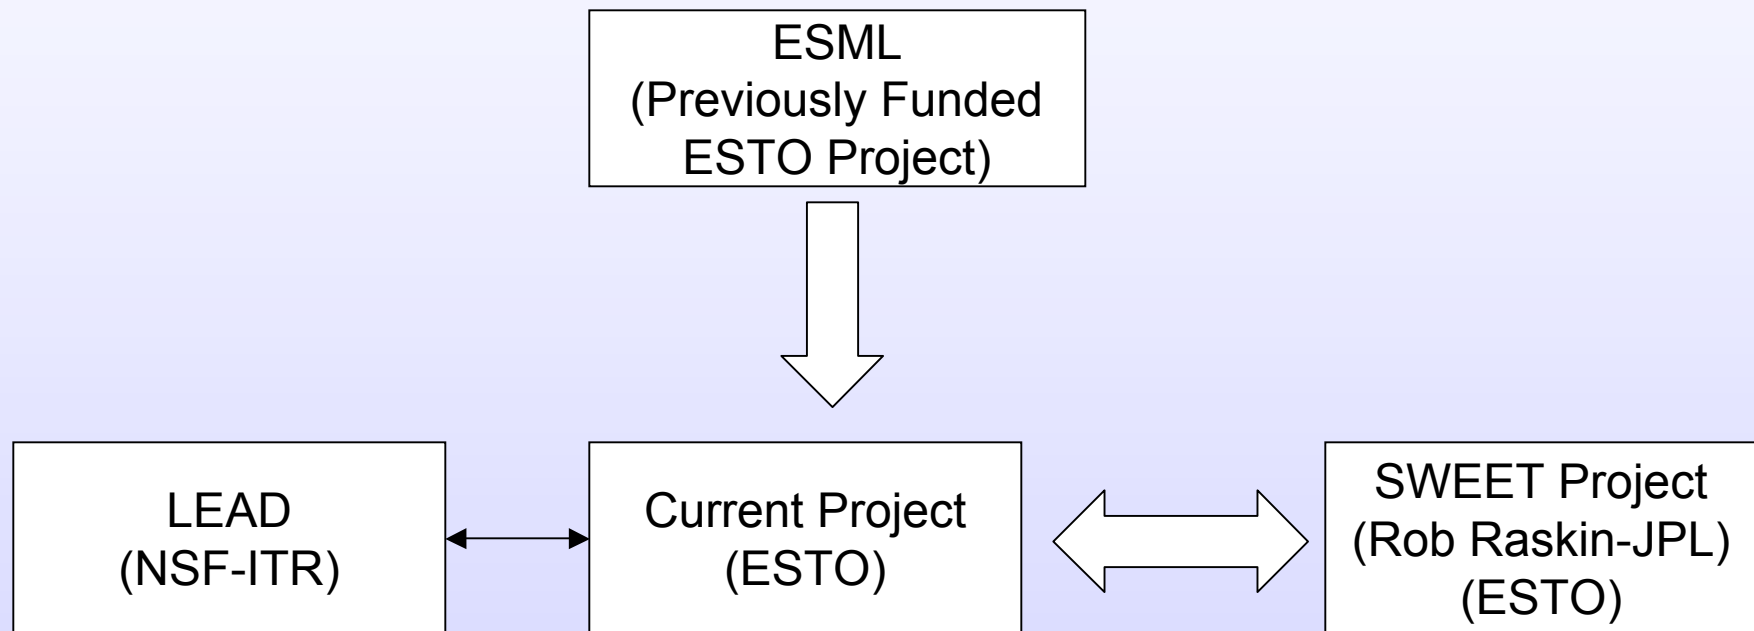 ESML
(Previously Funded
ESTO Project)
LEAD
(NSF-ITR)
Current Project
(ESTO)
SWEET Project
(Rob Raskin-JPL)
(ESTO)